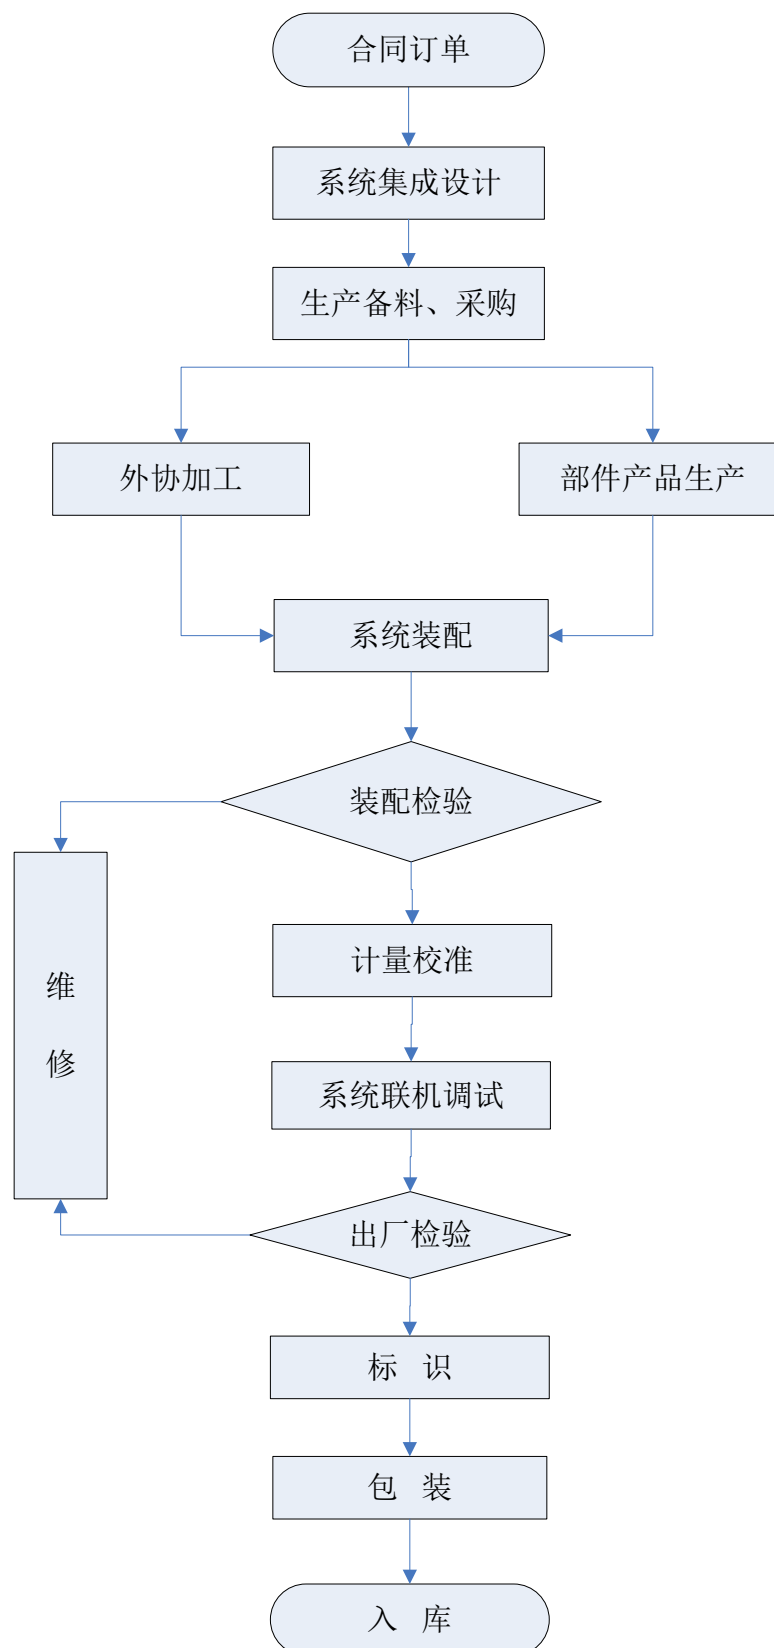 合同订单
系统集成设计
生产备料、采购
外协加工
部件产品生产
系统装配
装配检验
维
修
计量校准
系统联机调试
出厂检验
标 识
包 装
入 库